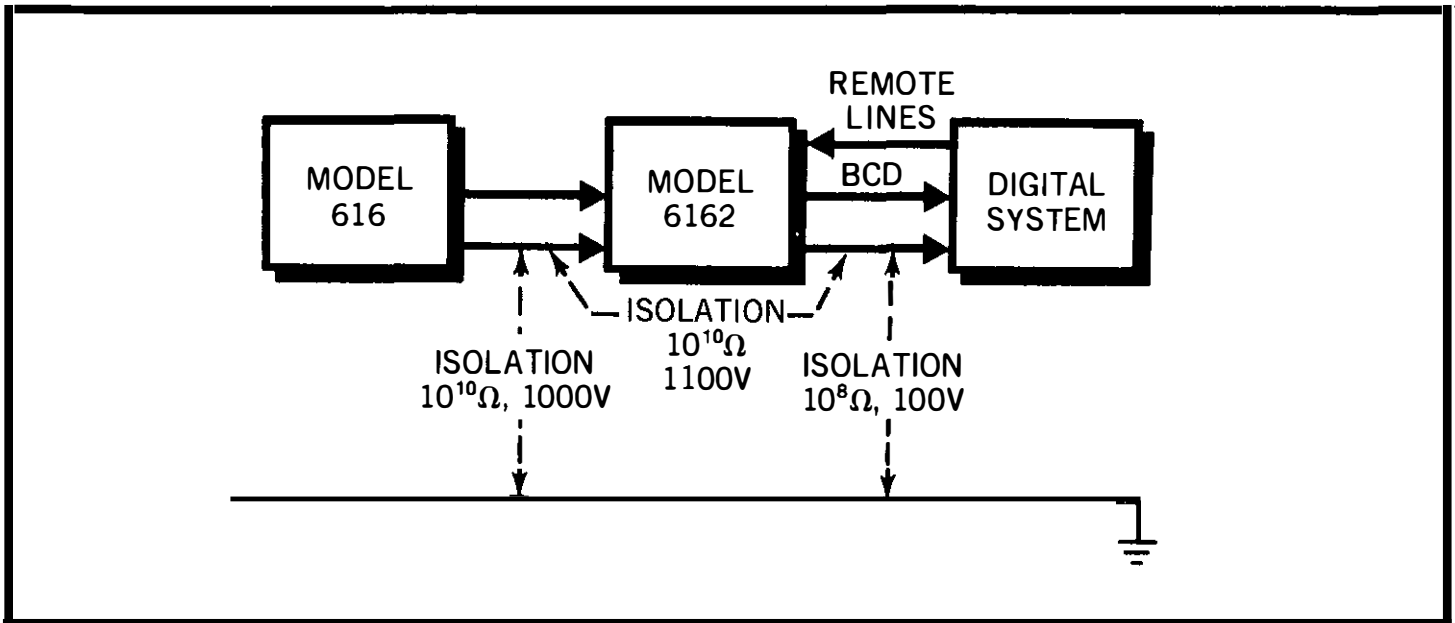 MODEL
616
MODEL
6162
REMOTE
LINES
BCD
DIGITAL
SYSTEM
ISOLATION
10¹⁰Ω
1100V
ISOLATION
10¹⁰Ω, 1000V
ISOLATION
10⁸Ω, 100V